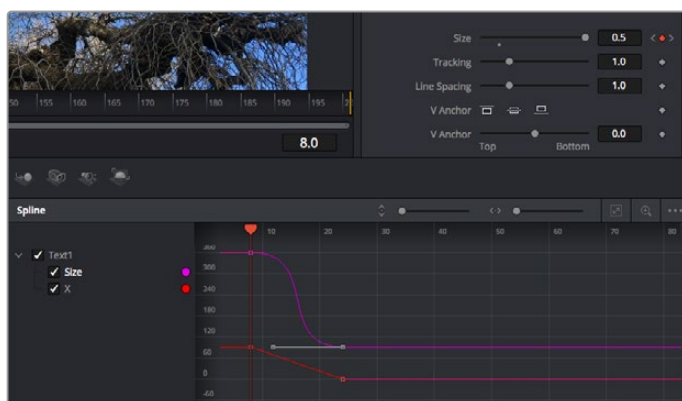 Size 0.5
Tracking 1.0
Line Spacing 1.0
V Anchor
V Anchor 0.0
Top Bottom
50 155 160 165 170 175 180 185 190 195
8.0
Spline
10 20 30 40 50 60 70 80
Text1
Size
X
360
300
240
180
120
60
0
-60